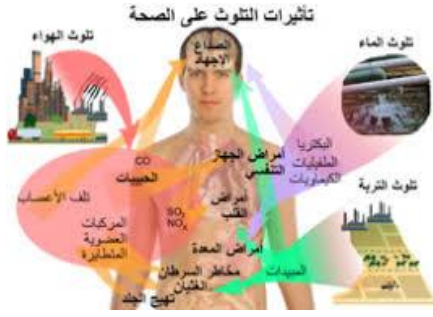 تأثيرات التلوث على الصحة
تلوث الهواء
تلوث الماء
الصداع
الإجهاد
البكتريا
الطفيليات
الكيماويات
أمراض الجهاز
التنفسي
CO
الحبيبات
تلف الأعصاب
أمراض
القلب
SO₂
NOₓ
تلوث التربة
المركبات
العضوية
المتطايرة
أمراض المعدة
المبيدات
مخاطر السرطان
الغثيان
تهيج الجلد